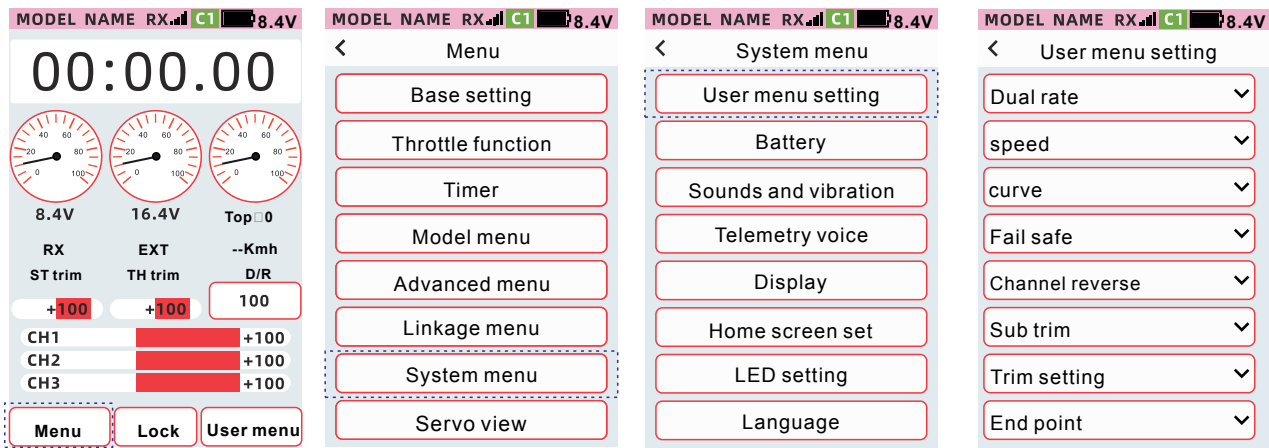 MODEL NAME RX C1 8.4V
00:00.00
0 20 40 60 80 100
0 20 40 60 80 100
0 20 40 60 80 100
8.4V 16.4V Top□0
RX EXT --Kmh
ST trim TH trim D/R
+100 +100 100
CH1 +100
CH2 +100
CH3 +100
Menu Lock User menu
MODEL NAME RX C1 8.4V
< Menu
Base setting
Throttle function
Timer
Model menu
Advanced menu
Linkage menu
System menu
Servo view
MODEL NAME RX C1 8.4V
< System menu
User menu setting
Battery
Sounds and vibration
Telemetry voice
Display
Home screen set
LED setting
Language
MODEL NAME RX C1 8.4V
< User menu setting
Dual rate
speed
curve
Fail safe
Channel reverse
Sub trim
Trim setting
End point